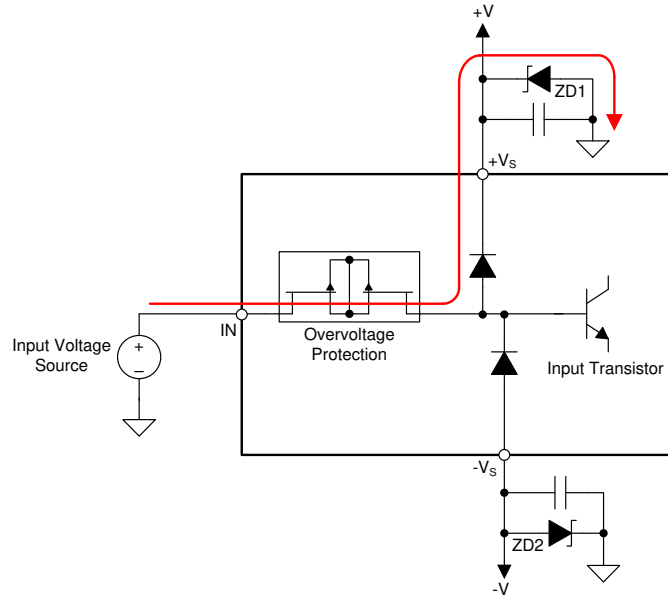 +V
ZD1
+VS
+
–
IN
Overvoltage
Protection
Input Voltage
Source
Input Transistor
-VS
ZD2
-V